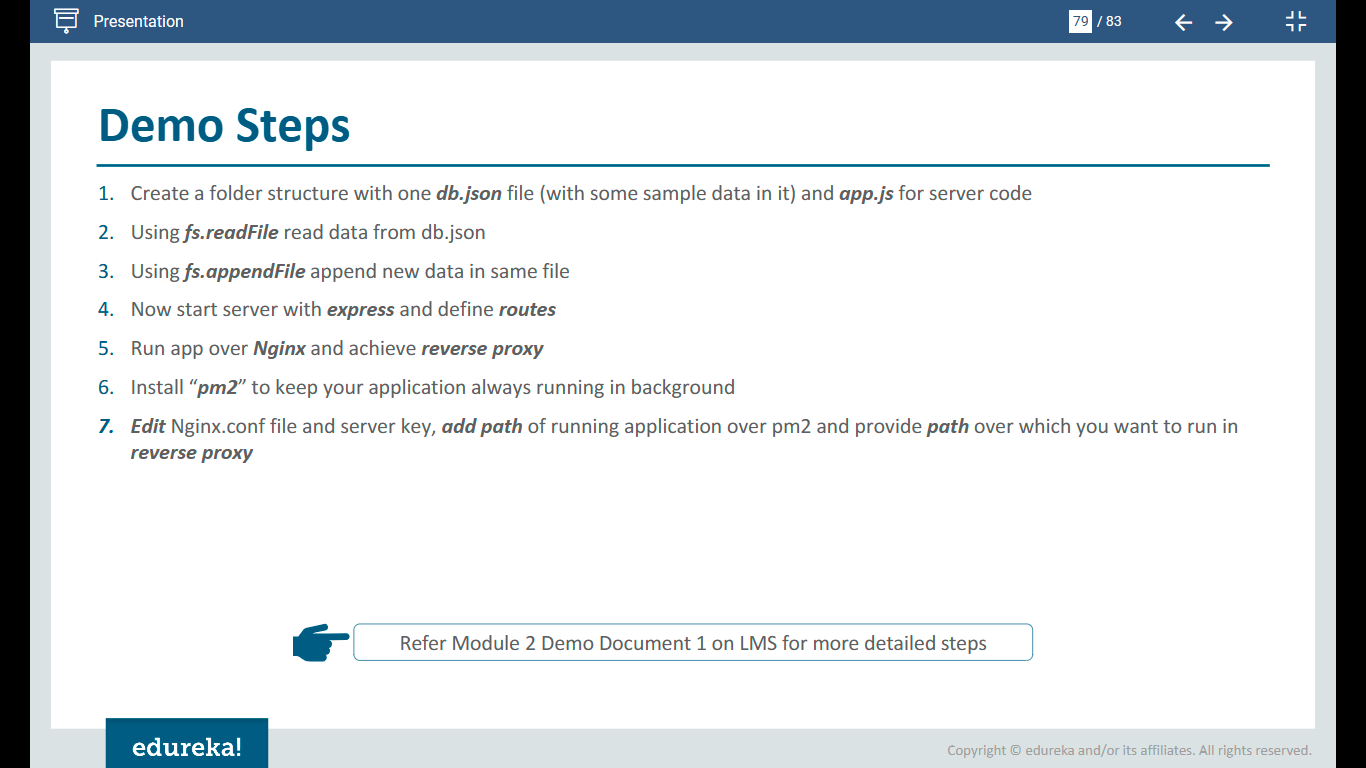 Presentation
79 / 83
Demo Steps
1. Create a folder structure with one db.json file (with some sample data in it) and app.js for server code
2. Using fs.readFile read data from db.json
3. Using fs.appendFile append new data in same file
4. Now start server with express and define routes
5. Run app over Nginx and achieve reverse proxy
6. Install “pm2” to keep your application always running in background
7. Edit Nginx.conf file and server key, add path of running application over pm2 and provide path over which you want to run in
reverse proxy
Refer Module 2 Demo Document 1 on LMS for more detailed steps
edureka!
Copyright © edureka and/or its affiliates. All rights reserved.